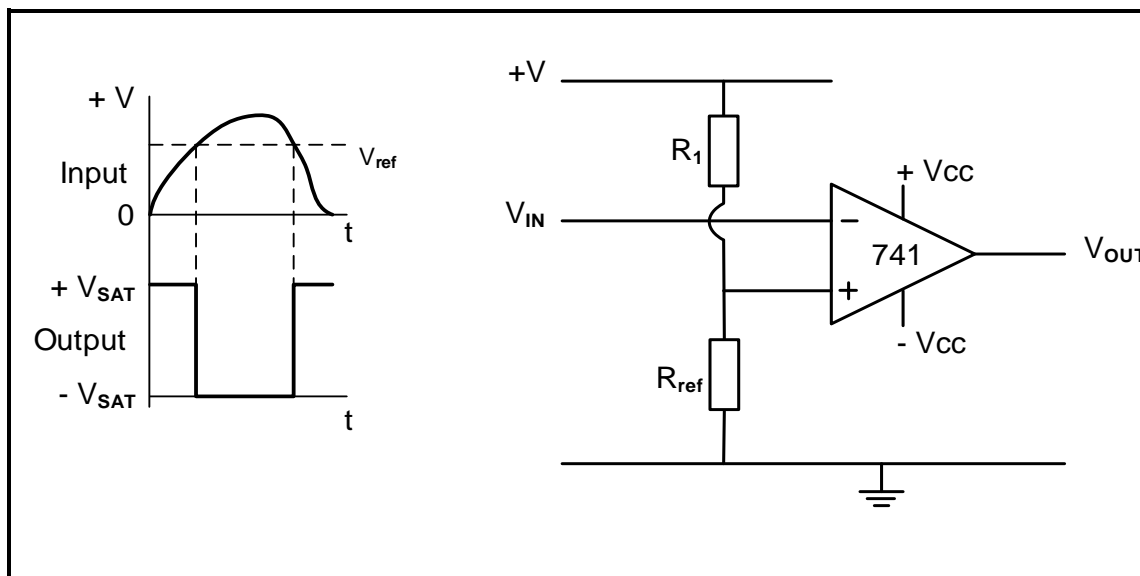 + V
Input
0
V_ref
t
+ V_SAT
Output
- V_SAT
t
+V
R_1
V_IN
−
741
+
+ Vcc
- Vcc
V_OUT
R_ref